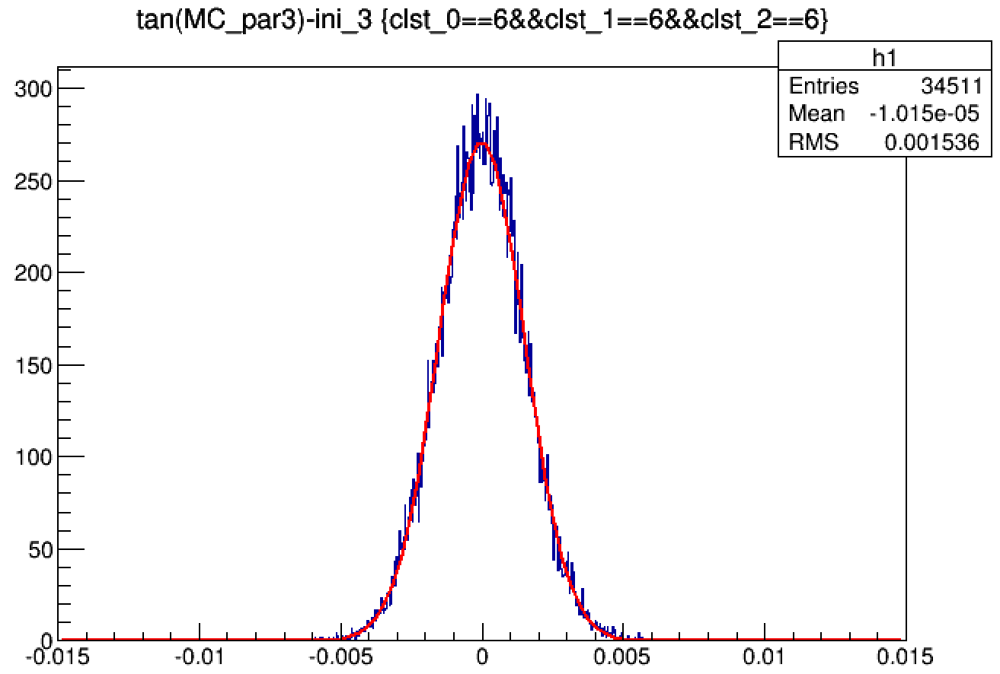 tan(MC_par3)-ini_3 {clst_0==6&&clst_1==6&&clst_2==6}
h1
Entries 34511
Mean -1.015e-05
RMS 0.001536
300
250
200
150
100
50
0
-0.015 -0.01 -0.005 0 0.005 0.01 0.015